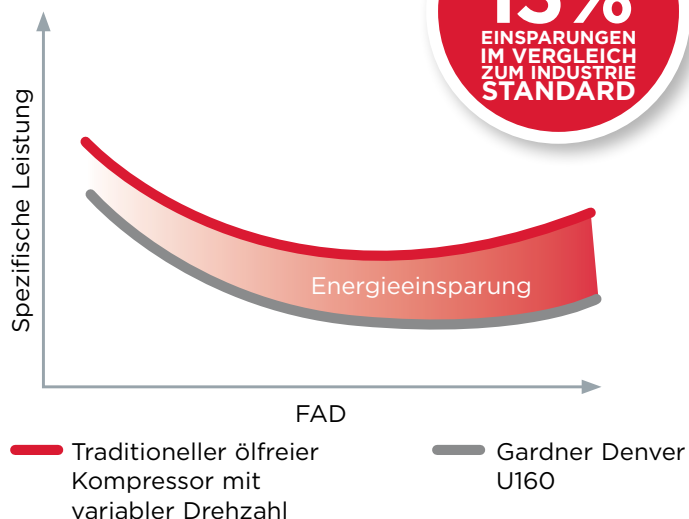 EINSPARUNGEN
IM VERGLEICH
ZUM INDUSTRIE
STANDARD
Spezifische Leistung
Energieeinsparung
FAD
Traditioneller ölfreier
Kompressor mit
variabler Drehzahl
Gardner Denver
U160